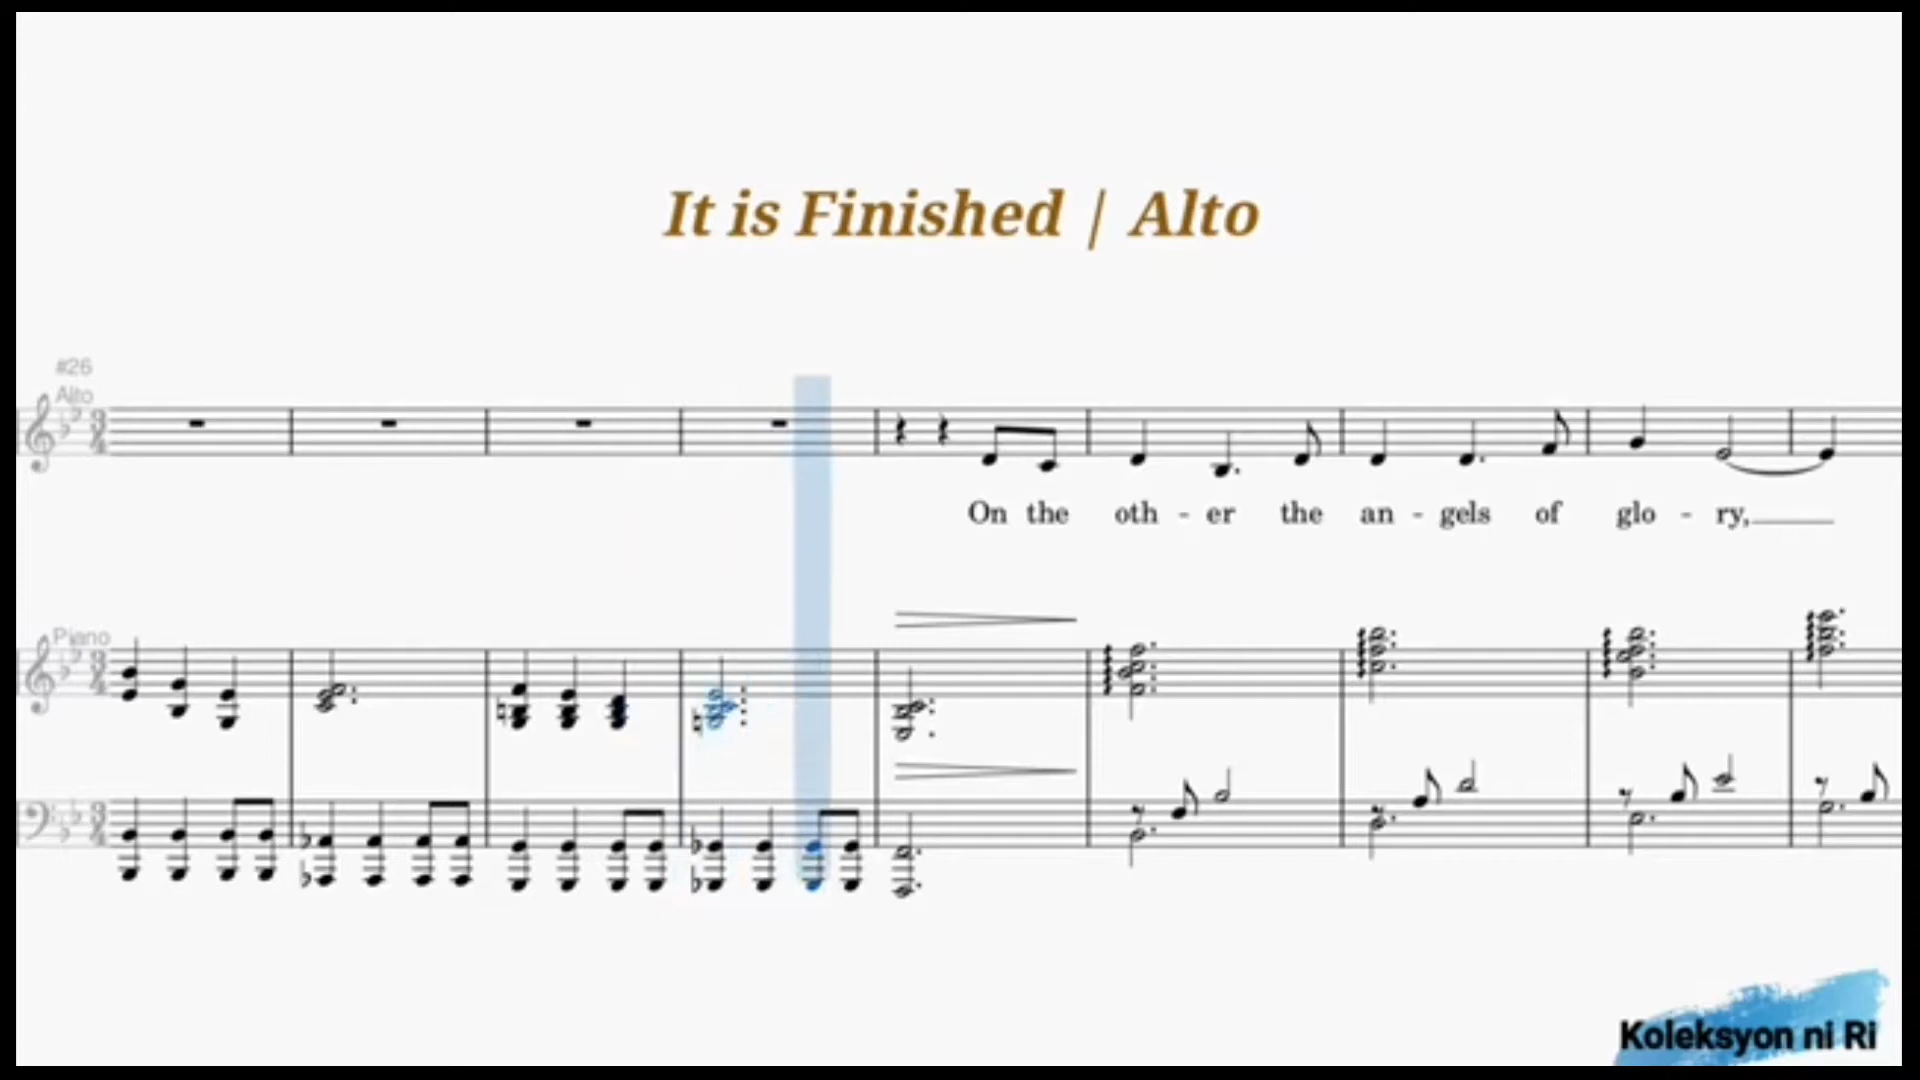 It is Finished / Alto
#26
Alto
On the oth - er the an - gels of glo - ry,
Piano
Koleksyon ni Ri